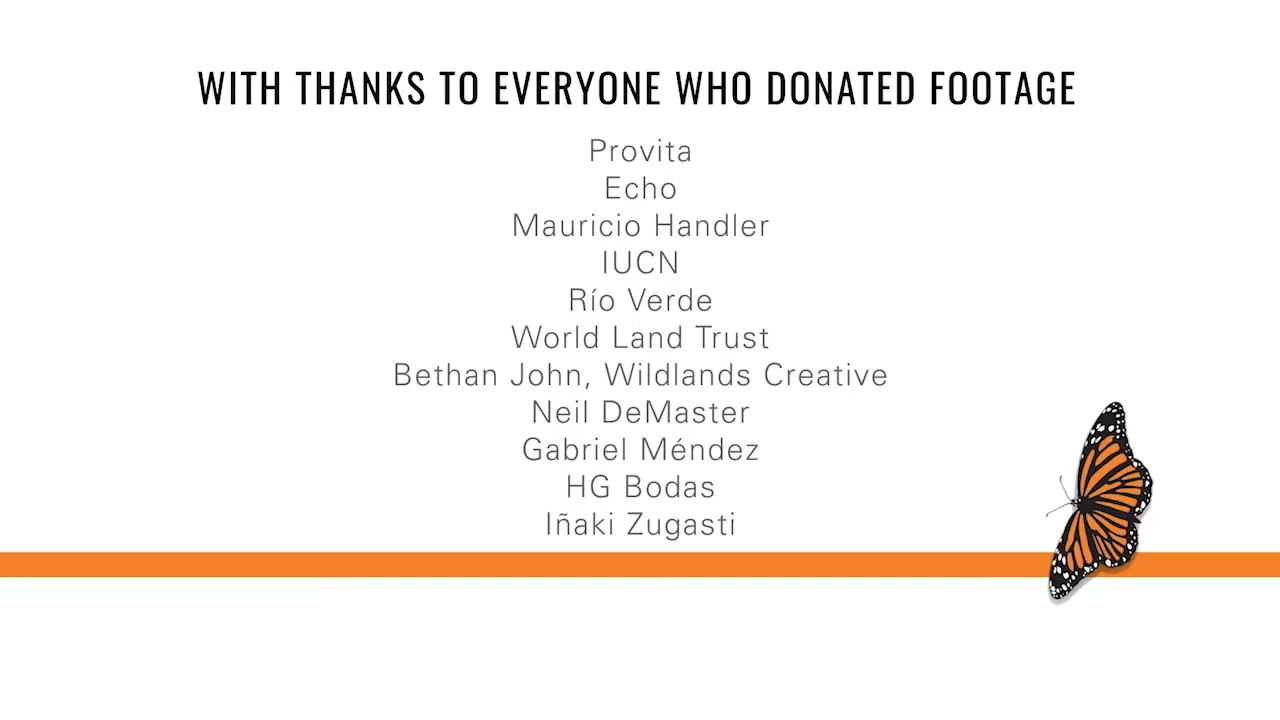 WITH THANKS TO EVERYONE WHO DONATED FOOTAGE
Provita
Echo
Mauricio Handler
IUCN
Río Verde
World Land Trust
Bethan John, Wildlands Creative
Neil DeMaster
Gabriel Méndez
HG Bodas
Iñaki Zugasti